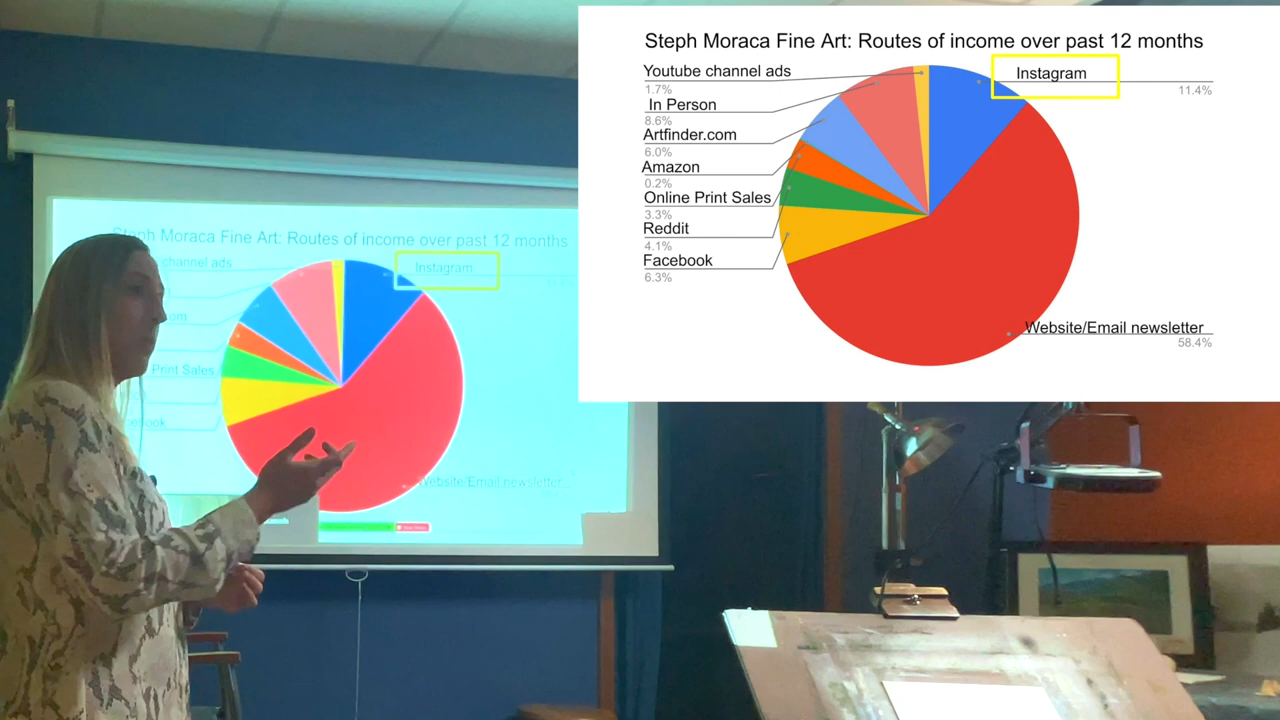 Steph Moraca Fine Art: Routes of income over past 12 months
Youtube channel ads
1.7%
In Person
8.6%
Artfinder.com
6.0%
Amazon
0.2%
Online Print Sales
3.3%
Reddit
4.1%
Facebook
6.3%
Instagram
11.4%
Website/Email newsletter
58.4%
Steph Moraca Fine Art: Routes of income over past 12 months
channel ads
Instagram
om
Print Sales
cebook
Website/Email newsletter